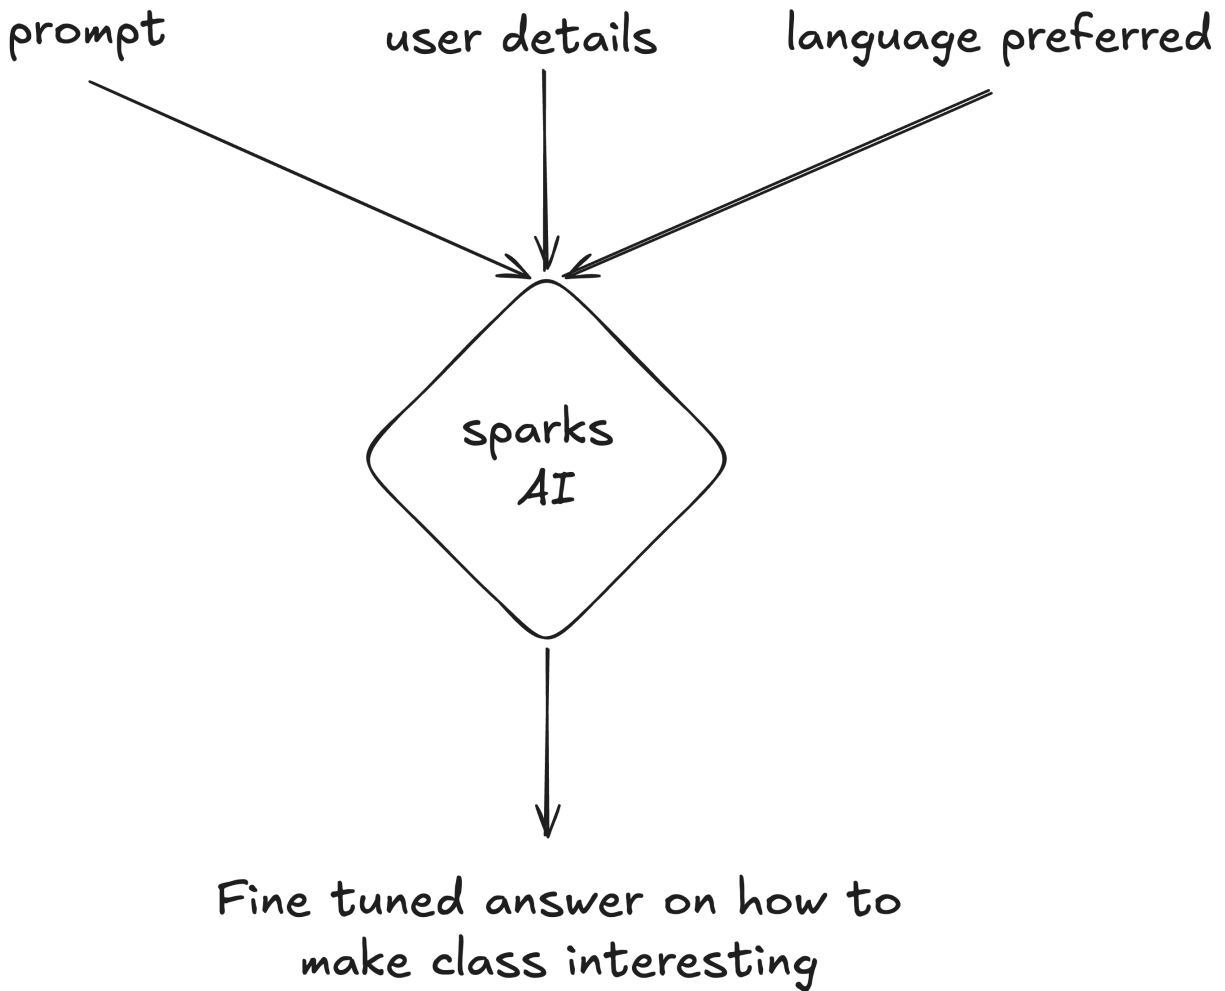 prompt
user details
language preferred
sparks
AI
Fine tuned answer on how to
make class interesting